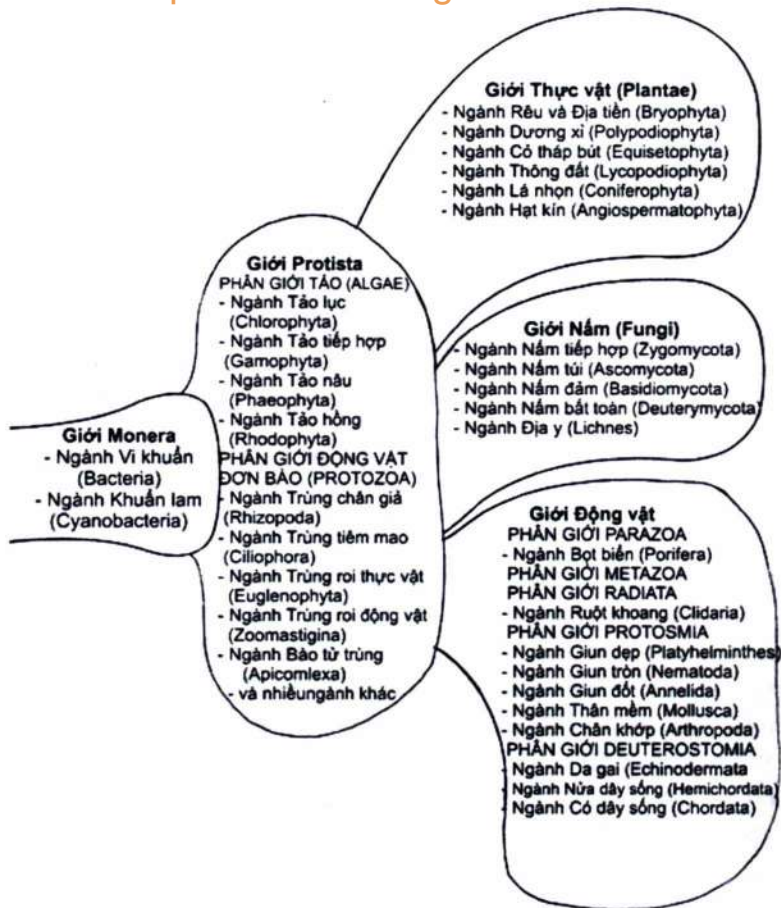 Giới Thực vật (Plantae)
- Ngành Rêu và Địa tiền (Bryophyta)
- Ngành Dương xỉ (Polypodiophyta)
- Ngành Cỏ tháp bút (Equisetophyta)
- Ngành Thông đất (Lycopodiophyta)
- Ngành Lá nhọn (Coniferophyta)
- Ngành Hạt kín (Angiospermatophyta)
Giới Protista
PHÂN GIỚI TẢO (ALGAE)
- Ngành Tảo lục
(Chlorophyta)
- Ngành Tảo tiếp hợp
(Gamophyta)
- Ngành Tảo nâu
(Phaeophyta)
- Ngành Tảo hồng
(Rhodophyta)
PHÂN GIỚI ĐỘNG VẬT
ĐƠN BÀO (PROTOZOA)
- Ngành Trùng chân giả
(Rhizopoda)
- Ngành Trùng tiêm mao
(Ciliophora)
- Ngành Trùng roi thực vật
(Euglenophyta)
- Ngành Trùng roi động vật
(Zoomastigina)
- Ngành Bào tử trùng
(Apicomlexa)
- và nhiềungành khác
Giới Monera
- Ngành Vi khuẩn
(Bacteria)
- Ngành Khuẩn lam
(Cyanobacteria)
Giới Nấm (Fungi)
- Ngành Nấm tiếp hợp (Zygomycota)
- Ngành Nấm túi (Ascomycota)
- Ngành Nấm đảm (Basidiomycota)
- Ngành Nấm bất toàn (Deuterymycota)
- Ngành Địa y (Lichnes)
Giới Động vật
PHÂN GIỚI PARAZOA
- Ngành Bọt biển (Porifera)
PHÂN GIỚI METAZOA
PHÂN GIỚI RADIATA
- Ngành Ruột khoang (Clidaria)
PHÂN GIỚI PROTOSMIA
- Ngành Giun dẹp (Platyhelminthes)
- Ngành Giun tròn (Nematoda)
- Ngành Giun đốt (Annelida)
- Ngành Thân mềm (Mollusca)
- Ngành Chân khớp (Arthropoda)
PHÂN GIỚI DEUTEROSTOMIA
Ngành Da gai (Echinodermata
- Ngành Nửa dây sống (Hemichordata)
- Ngành Có dây sống (Chordata)